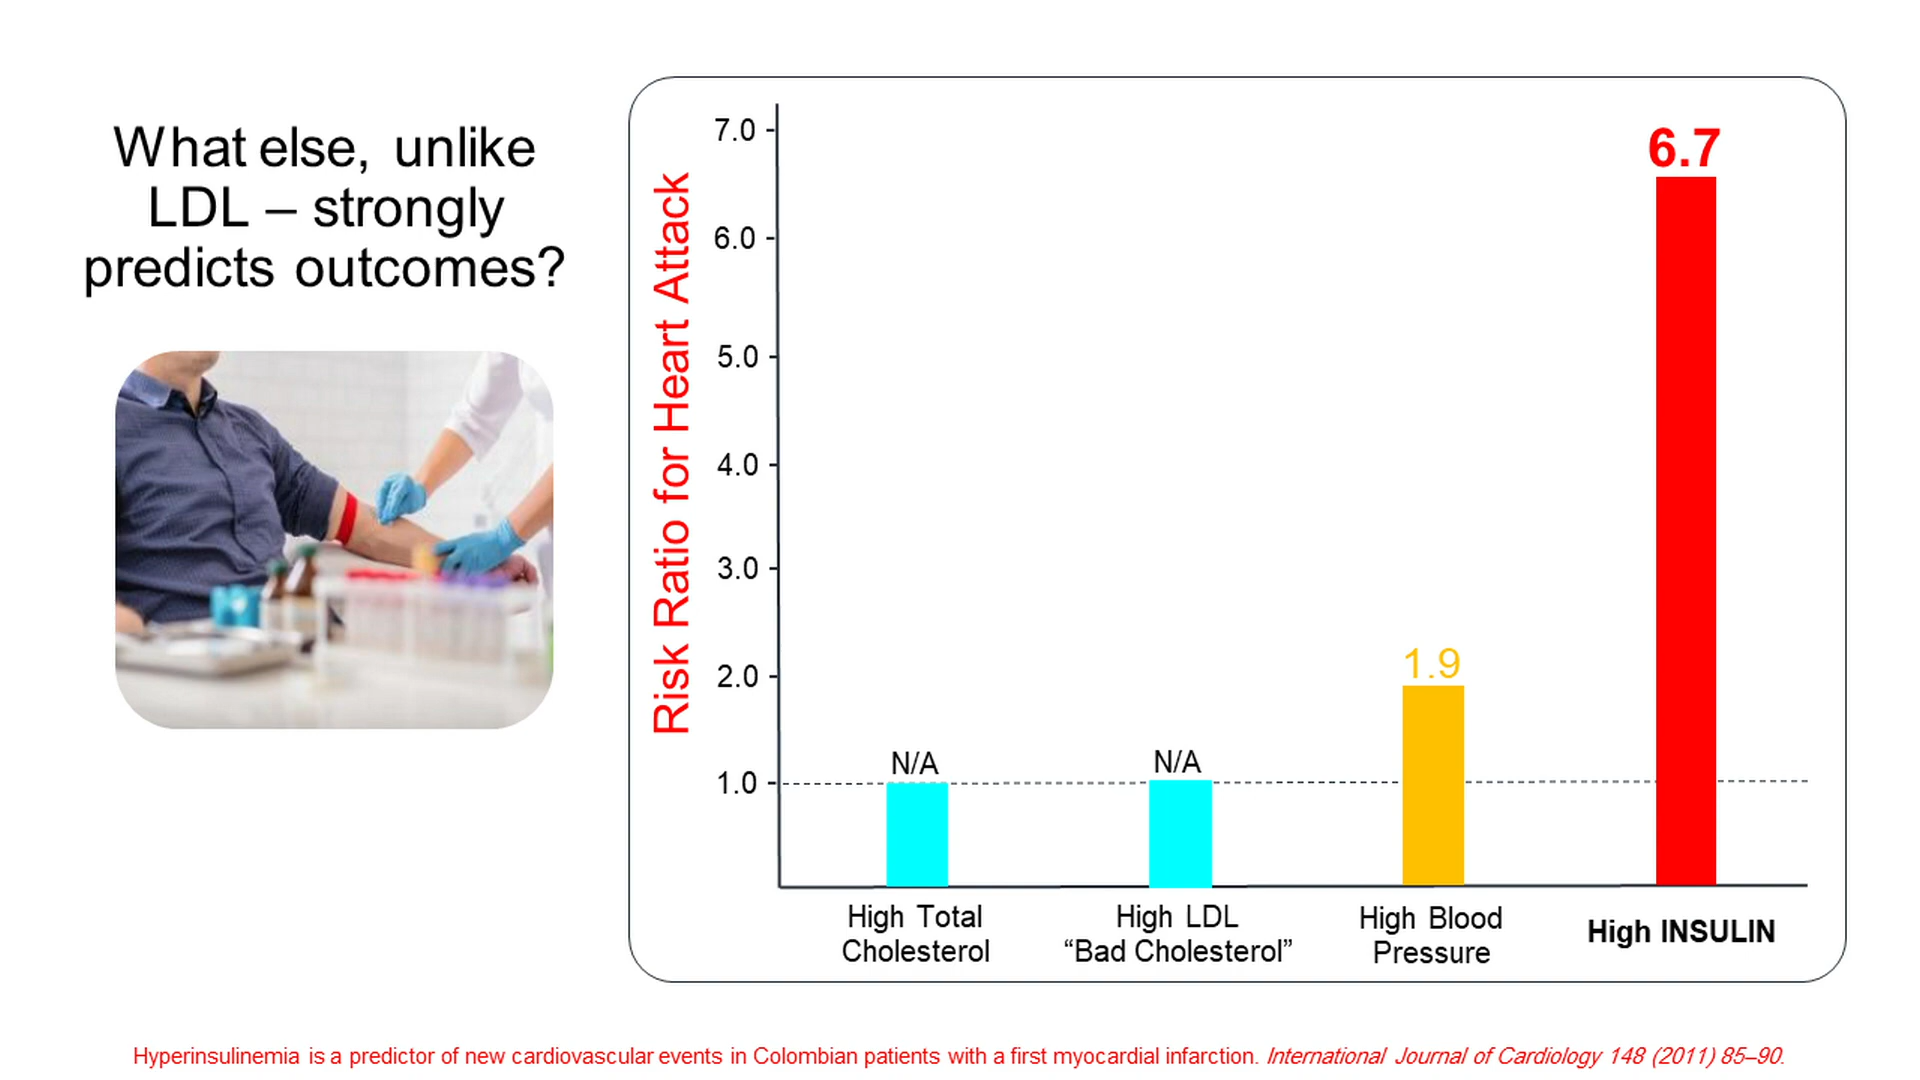 What else, unlike
LDL – strongly
predicts outcomes?
Risk Ratio for Heart Attack
7.0
6.0
5.0
4.0
3.0
2.0
1.0
N/A
N/A
1.9
6.7
High Total
Cholesterol
High LDL
“Bad Cholesterol”
High Blood
Pressure
High INSULIN
Hyperinsulinemia is a predictor of new cardiovascular events in Colombian patients with a first myocardial infarction. International Journal of Cardiology 148 (2011) 85–90.